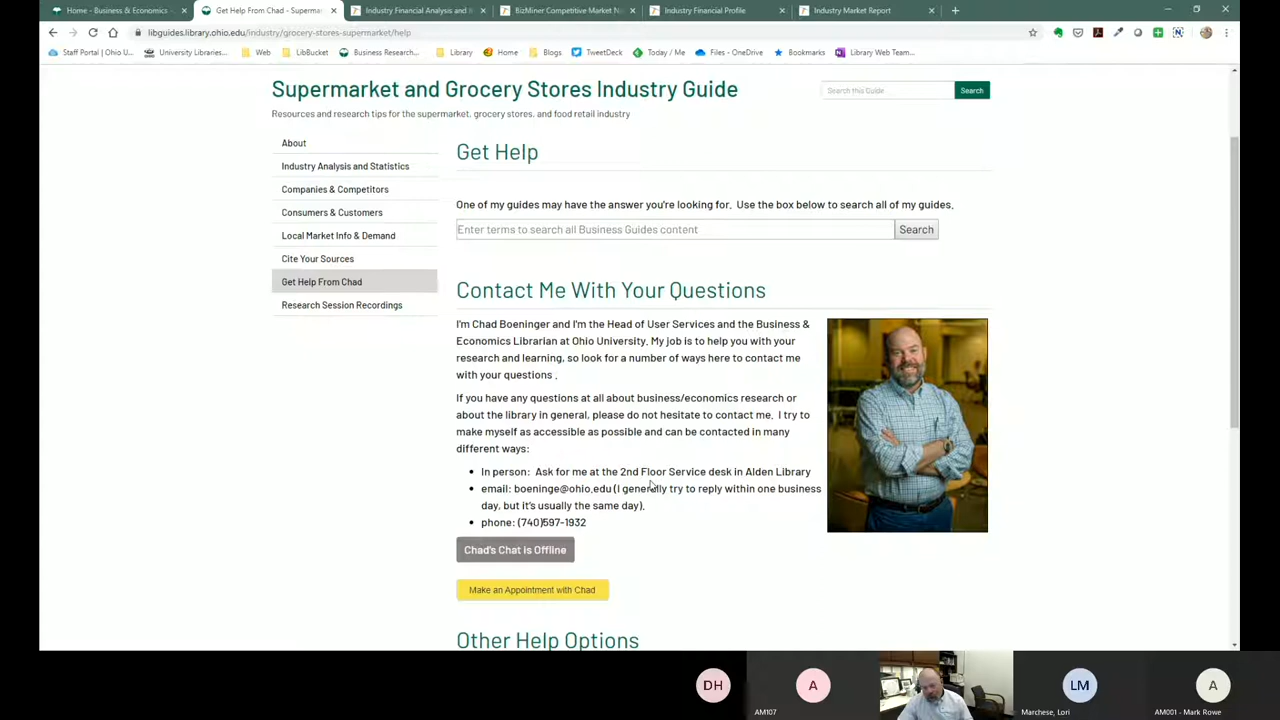 Home - Business & Economics -
Get Help From Chad - Superma
Industry Financial Analysis and
BizMiner Competitive Market N
Industry Financial Profile
Industry Market Report
libguides.library.ohio.edu/industry/grocery-stores-supermarket/help
Staff Portal | Ohio U...
University Libraries...
Web
LibBucket
Business Research...
Library
Home
Blogs
TweetDeck
Today / Me
Files - OneDrive
Bookmarks
Library Web Team...
Supermarket and Grocery Stores Industry Guide
Search this Guide
Search
Resources and research tips for the supermarket, grocery stores, and food retail industry
About
Industry Analysis and Statistics
Companies & Competitors
Consumers & Customers
Local Market Info & Demand
Cite Your Sources
Get Help From Chad
Research Session Recordings
Get Help
One of my guides may have the answer you're looking for. Use the box below to search all of my guides.
Enter terms to search all Business Guides content
Search
Contact Me With Your Questions
I'm Chad Boeninger and I'm the Head of User Services and the Business &
Economics Librarian at Ohio University. My job is to help you with your
research and learning, so look for a number of ways here to contact me
with your questions .
If you have any questions at all about business/economics research or
about the library in general, please do not hesitate to contact me. I try to
make myself as accessible as possible and can be contacted in many
different ways:
In person: Ask for me at the 2nd Floor Service desk in Alden Library
email: boeninge@ohio.edu (I generally try to reply within one business
day, but it's usually the same day).
phone: (740)597-1932
Chad's Chat is Offline
Make an Appointment with Chad
Other Help Options
DH
A
AM107
LM
Marchese, Lori
A
AM001 - Mark Rowe